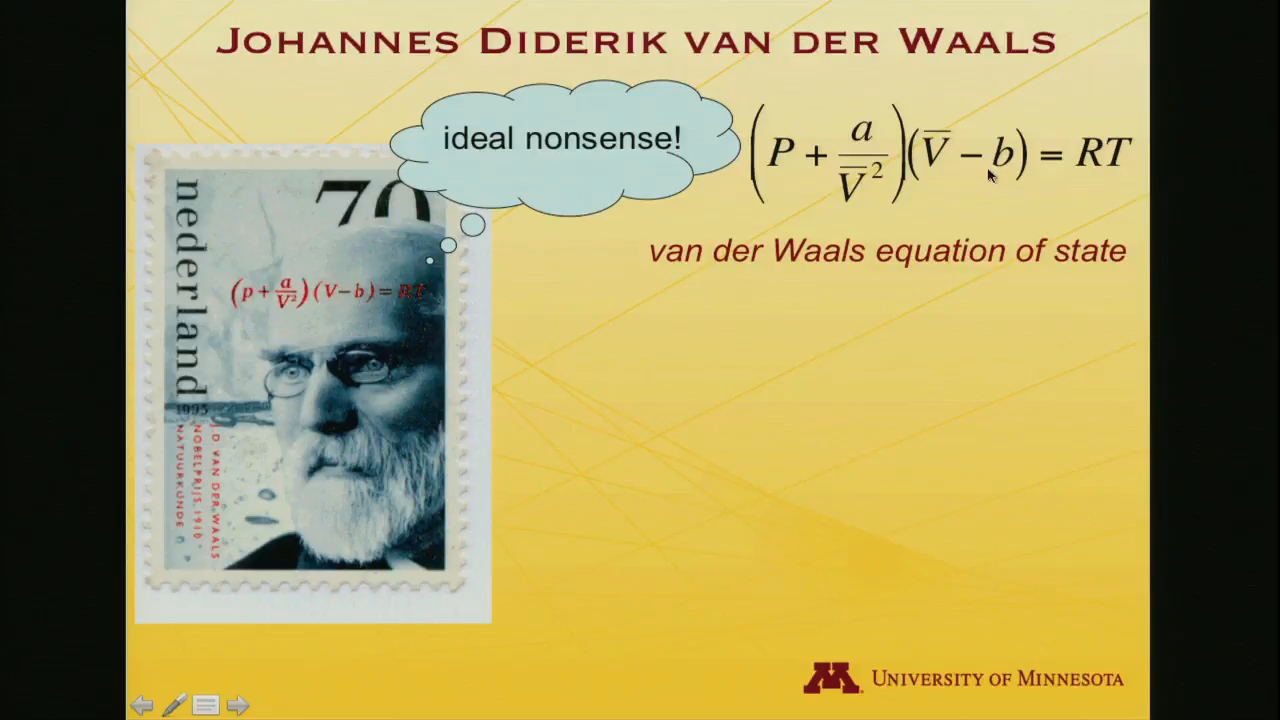 JOHANNES DIDERIK VAN DER WAALS
ideal nonsense!
(P + a/V̅²)(V̅ − b) = RT
van der Waals equation of state
70
nederland
(p + a/V²)(V−b) = RT
1993
J.D. VAN DER WAALS
NOBELPRIJS 1910
NATUURKUNDE
M UNIVERSITY OF MINNESOTA